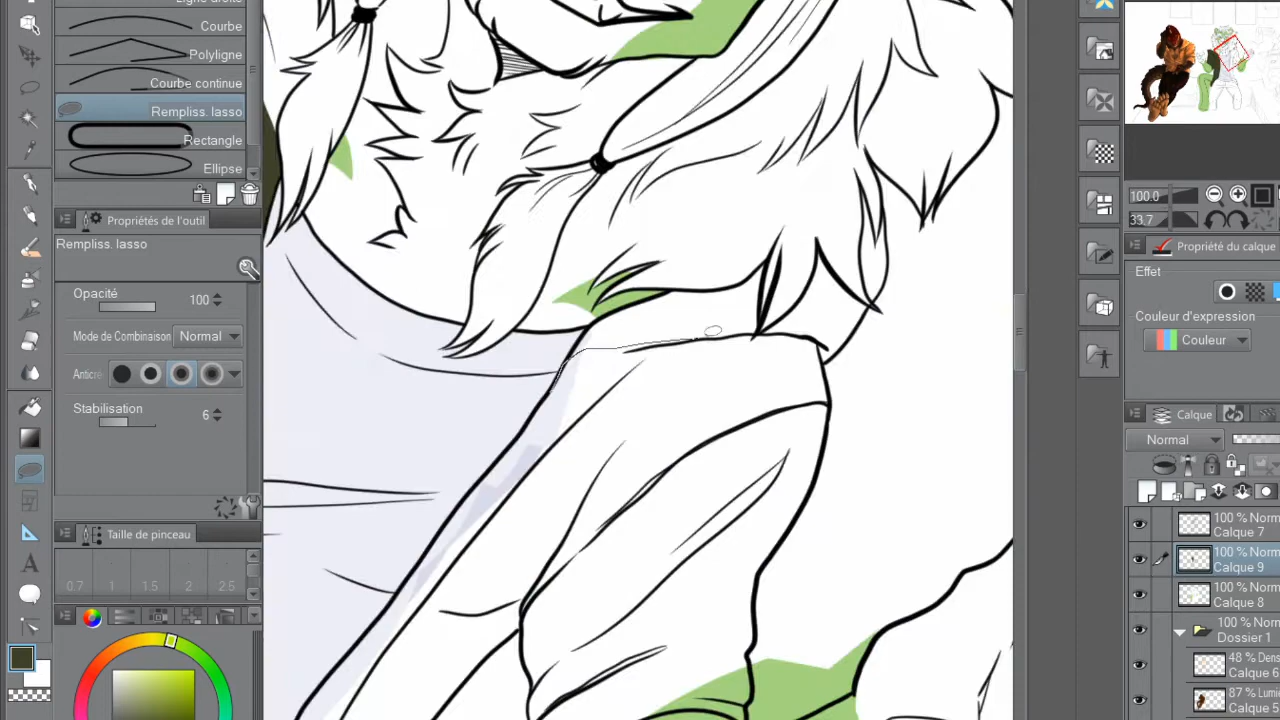 Ligne droite
Courbe
Polyligne
Courbe continue
Rempliss. lasso
Rectangle
Ellipse
Propriétés de l'outil
Rempliss. lasso
Opacité 100
Mode de Combinaison Normal
Anticré
Stabilisation 6
Taille de pinceau
0.7 1 1.5 2 2.5
100.0
33.7
Propriété du calque
Effet
Couleur d'expression
Couleur
Calque
Normal
100 % Norm
Calque 7
100 % Norm
Calque 9
100 % Norm
Calque 8
100 % Norm
Dossier 1
48 % Dens
Calque 6
87 % Lumi
Calque 5